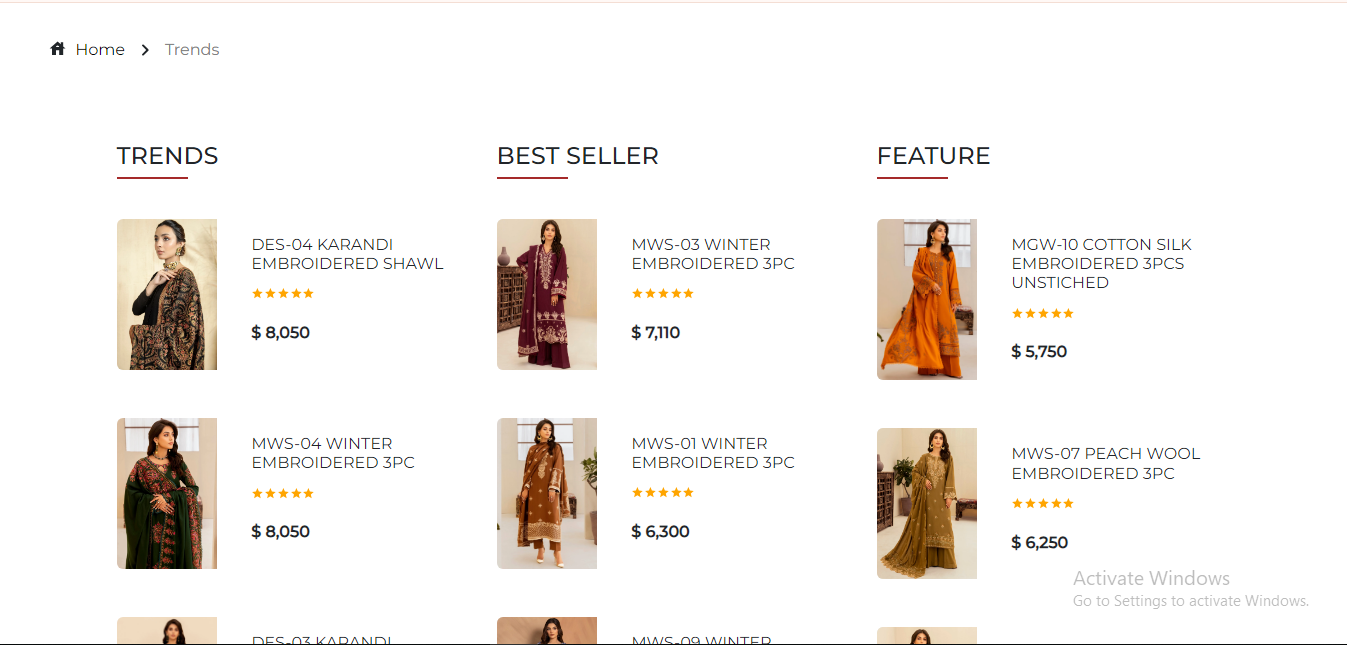 Home > Trends
TRENDS
DES-04 KARANDI
EMBROIDERED SHAWL
$ 8,050
MWS-04 WINTER
EMBROIDERED 3PC
$ 8,050
DES-03 KARANDI
BEST SELLER
MWS-03 WINTER
EMBROIDERED 3PC
$ 7,110
MWS-01 WINTER
EMBROIDERED 3PC
$ 6,300
MWS-09 WINTER
FEATURE
MGW-10 COTTON SILK
EMBROIDERED 3PCS
UNSTICHED
$ 5,750
MWS-07 PEACH WOOL
EMBROIDERED 3PC
$ 6,250
Activate Windows
Go to Settings to activate Windows.